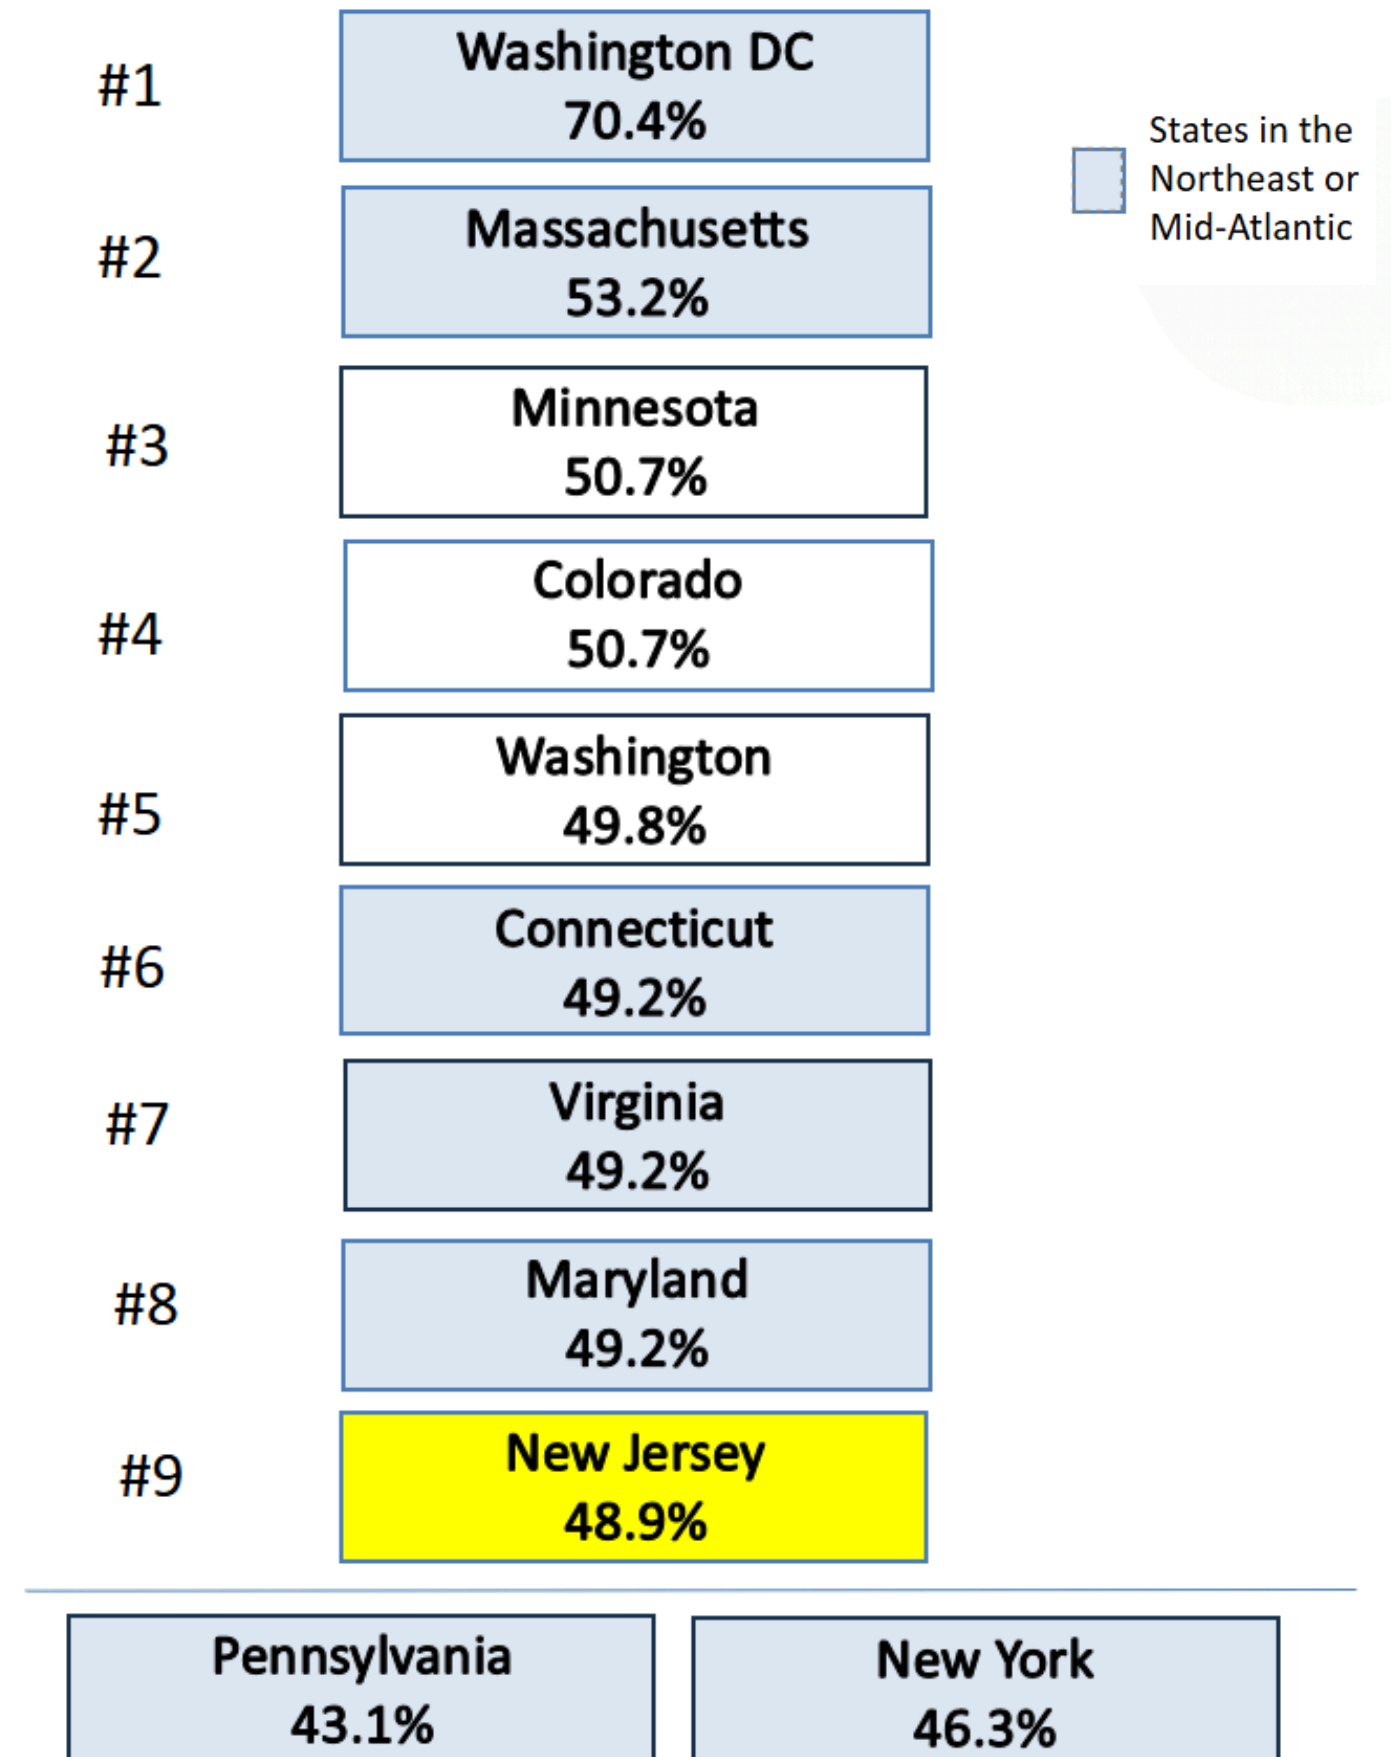 #1
Washington DC
70.4%
States in the
Northeast or
Mid-Atlantic
#2
Massachusetts
53.2%
#3
Minnesota
50.7%
#4
Colorado
50.7%
#5
Washington
49.8%
#6
Connecticut
49.2%
#7
Virginia
49.2%
#8
Maryland
49.2%
#9
New Jersey
48.9%
Pennsylvania
43.1%
New York
46.3%